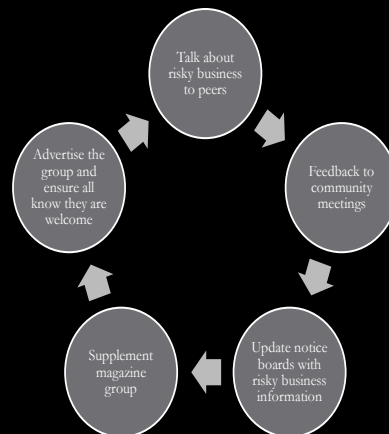 Talk about
risky business
to peers
Feedback to
community
meetings
Update notice
boards with
risky business
information
Supplement
magazine
group
Advertise the
group and
ensure all
know they are
welcome